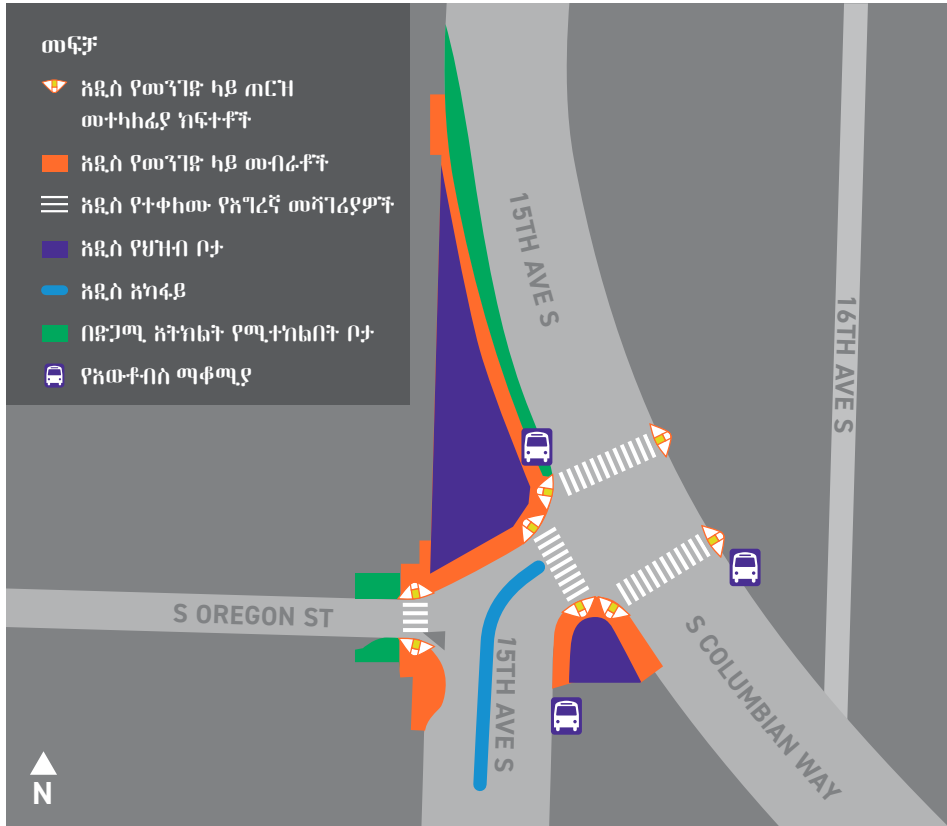 መፍቻ
አዲስ የመንገድ ላይ ጠርዝ
መተላለፊያ ክፍተቶች
አዲስ የመንገድ ላይ መብራቶች
አዲስ የተቀለሙ የእግረኛ መሻገሪያዎች
አዲስ የህዝብ ቦታ
አዲስ አካፋይ
በድጋሚ አትክልት የሚተከልበት ቦታ
የአውቶብስ ማቆሚያ
15TH AVE S
16TH AVE S
S OREGON ST
15TH AVE S
S COLUMBIAN WAY
N